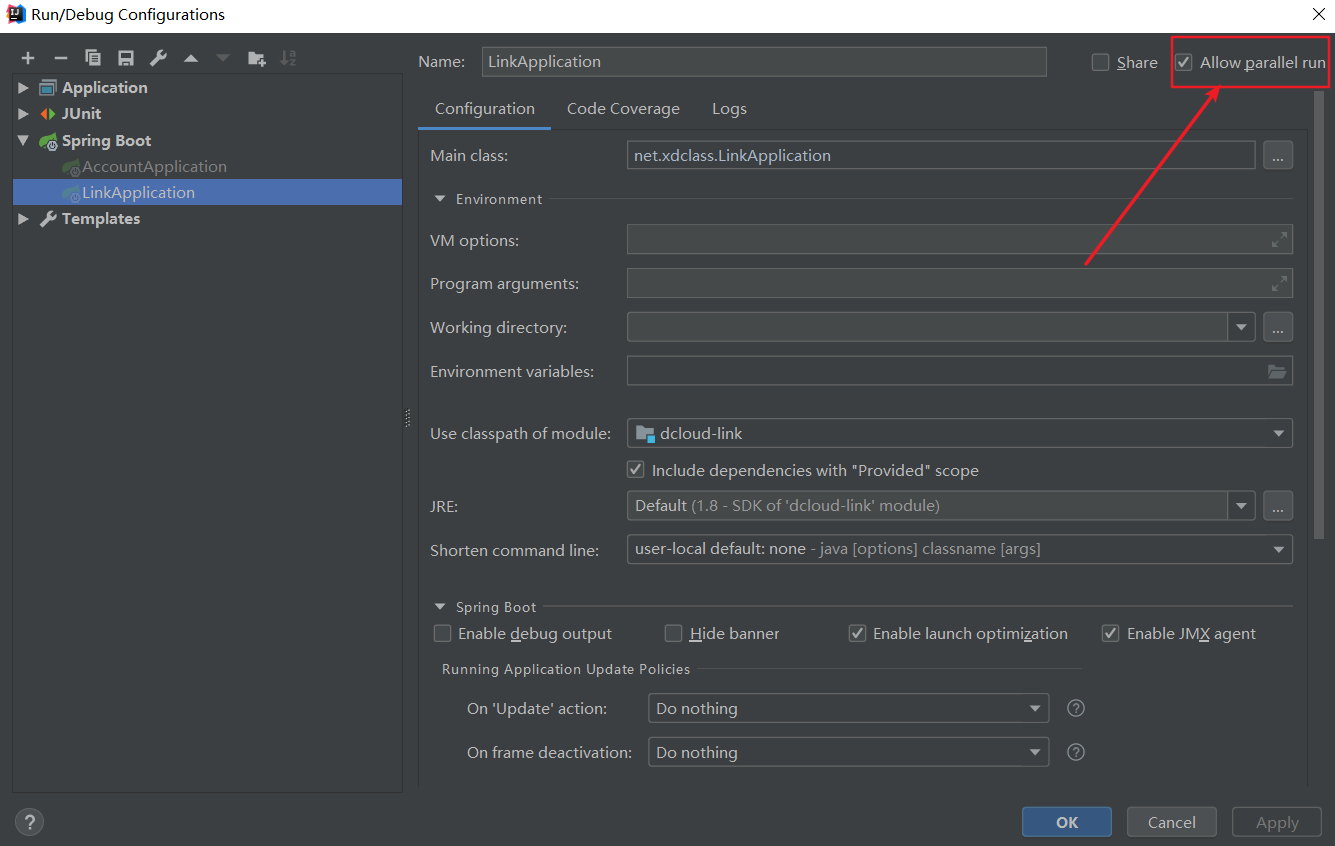 Run/Debug Configurations
Name: LinkApplication Share Allow parallel run
Application
JUnit
Spring Boot
AccountApplication
LinkApplication
Templates
Configuration Code Coverage Logs
Main class: net.xdclass.LinkApplication ...
Environment
VM options:
Program arguments:
Working directory: ...
Environment variables:
Use classpath of module: dcloud-link
Include dependencies with "Provided" scope
JRE: Default (1.8 - SDK of 'dcloud-link' module) ...
Shorten command line: user-local default: none - java [options] classname [args]
Spring Boot
Enable debug output Hide banner Enable launch optimization Enable JMX agent
Running Application Update Policies
On 'Update' action: Do nothing ?
On frame deactivation: Do nothing ?
? OK Cancel Apply